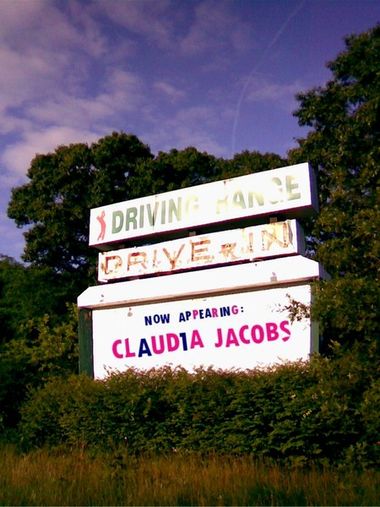 DRIVING RANGE
DRIVE-IN
NOW APPEARING:
CLAUDIA JACOBS